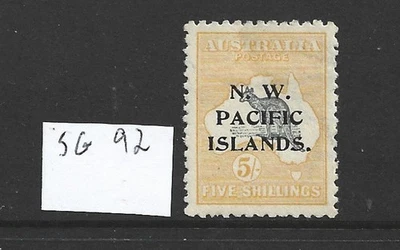 SG 92
AUSTRALIA
POSTAGE
N. W.
PACIFIC
ISLANDS.
5/-
FIVE SHILLINGS